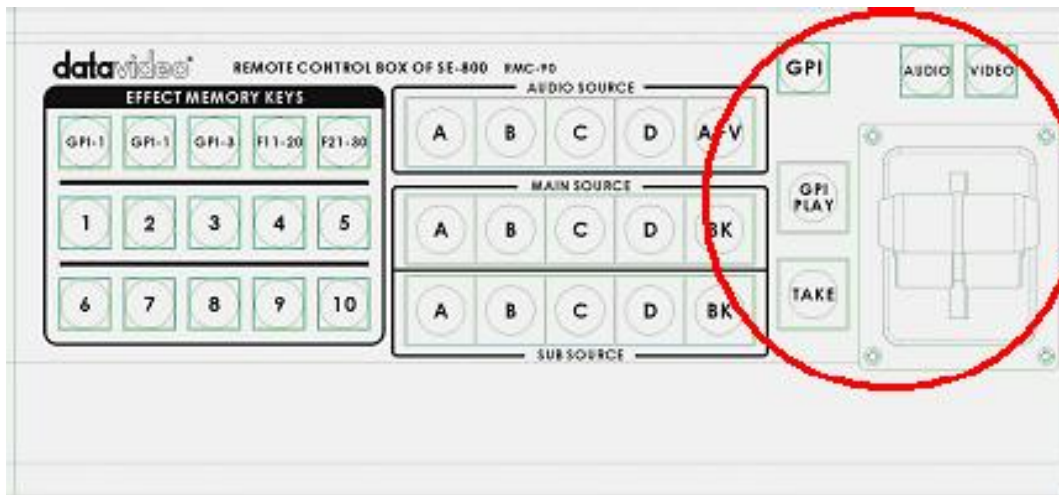 datavideo REMOTE CONTROL BOX OF SE-800 RMC-90
EFFECT MEMORY KEYS
GPI-1 GPI-1 GPI-3 F11-20 F21-30
1 2 3 4 5
6 7 8 9 10
AUDIO SOURCE
A B C D A+V
MAIN SOURCE
A B C D BK
A B C D BK
SUB SOURCE
GPI AUDIO VIDEO
GPI
PLAY
TAKE